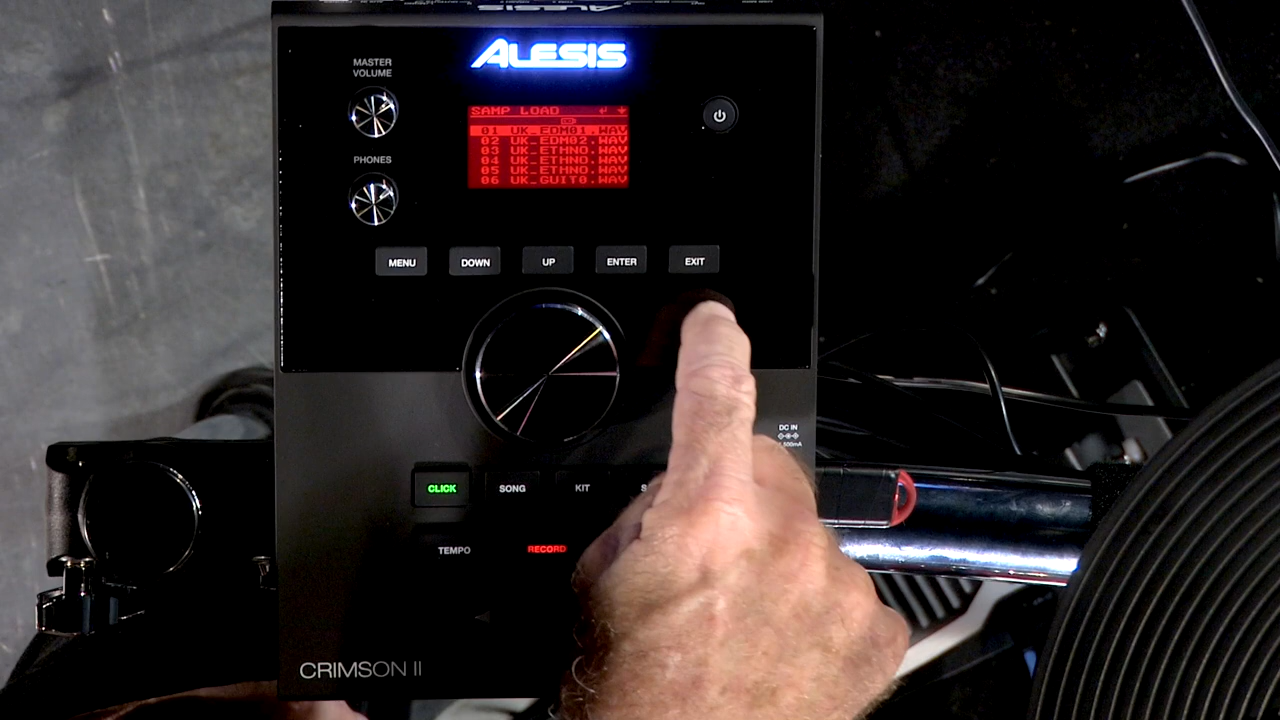 ALESIS
MASTER
VOLUME
SAMP LOAD
01 UK_EDM01.WAV
02 UK_EDM02.WAV
03 UK_ETHNO.WAV
04 UK_ETHNO.WAV
05 UK_ETHNO.WAV
06 UK_GUIT0.WAV
PHONES
MENU DOWN UP ENTER EXIT
DC IN
CLICK SONG KIT
TEMPO RECORD
CRIMSON II